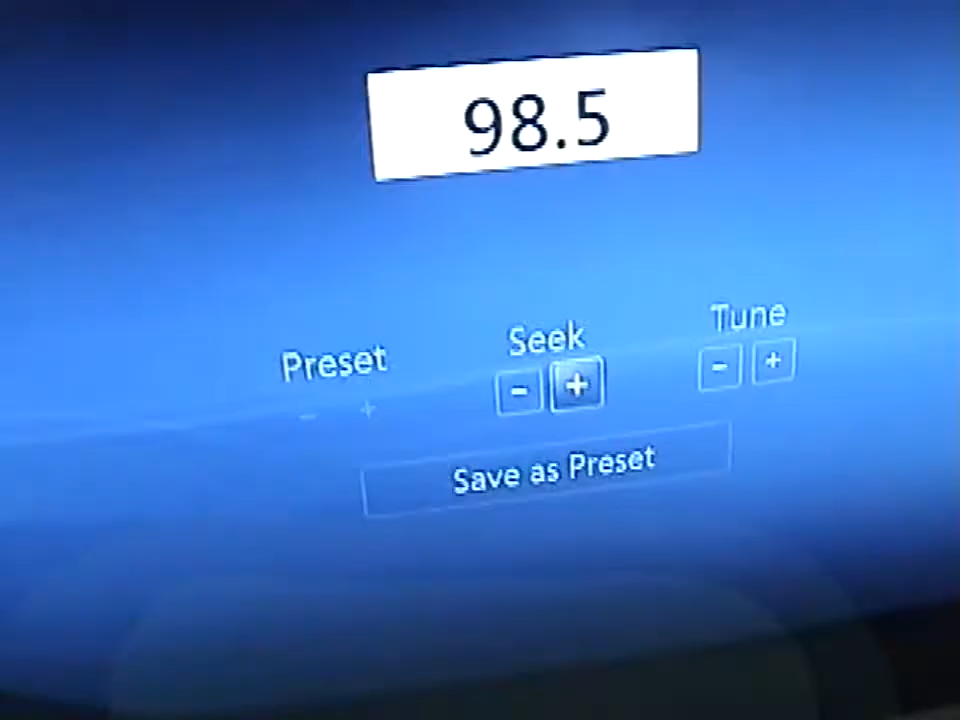 98.5
Preset Seek Tune
- + - + - +
Save as Preset